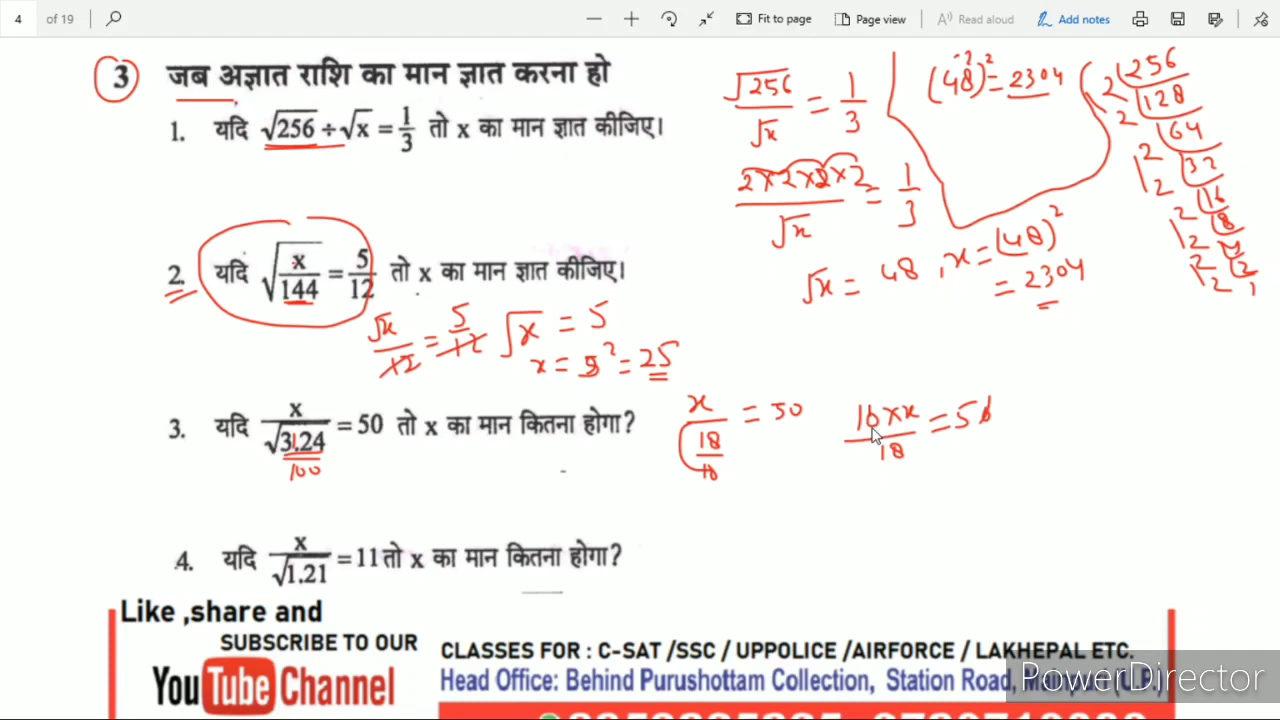 4 of 19 Fit to page Page view Read aloud Add notes
3 जब अज्ञात राशि का मान ज्ञात करना हो
1. यदि √256 ÷ √x = 1/3 तो x का मान ज्ञात कीजिए।
√256/√x = 1/3
(48)² = 2304
2×2×2×2/√x = 1/3
√x = 48, x = (48)²
= 2304
2 256
2 128
2 64
2 32
2 16
2 8
2 4
2 2
1
2. यदि √x/144 = 5/12 तो x का मान ज्ञात कीजिए।
√x/12 = 5/12 √x = 5
x = 5² = 25
3. यदि x/√3.24 = 50 तो x का मान कितना होगा?
100
x/18/10 = 50
10×x/18 = 50
4. यदि x/√1.21 = 11 तो x का मान कितना होगा?
Like ,share and
SUBSCRIBE TO OUR
YouTube Channel
CLASSES FOR : C-SAT /SSC / UPPOLICE /AIRFORCE / LAKHEPAL ETC.
Head Office: Behind Purushottam Collection, Station Road,
PowerDirector